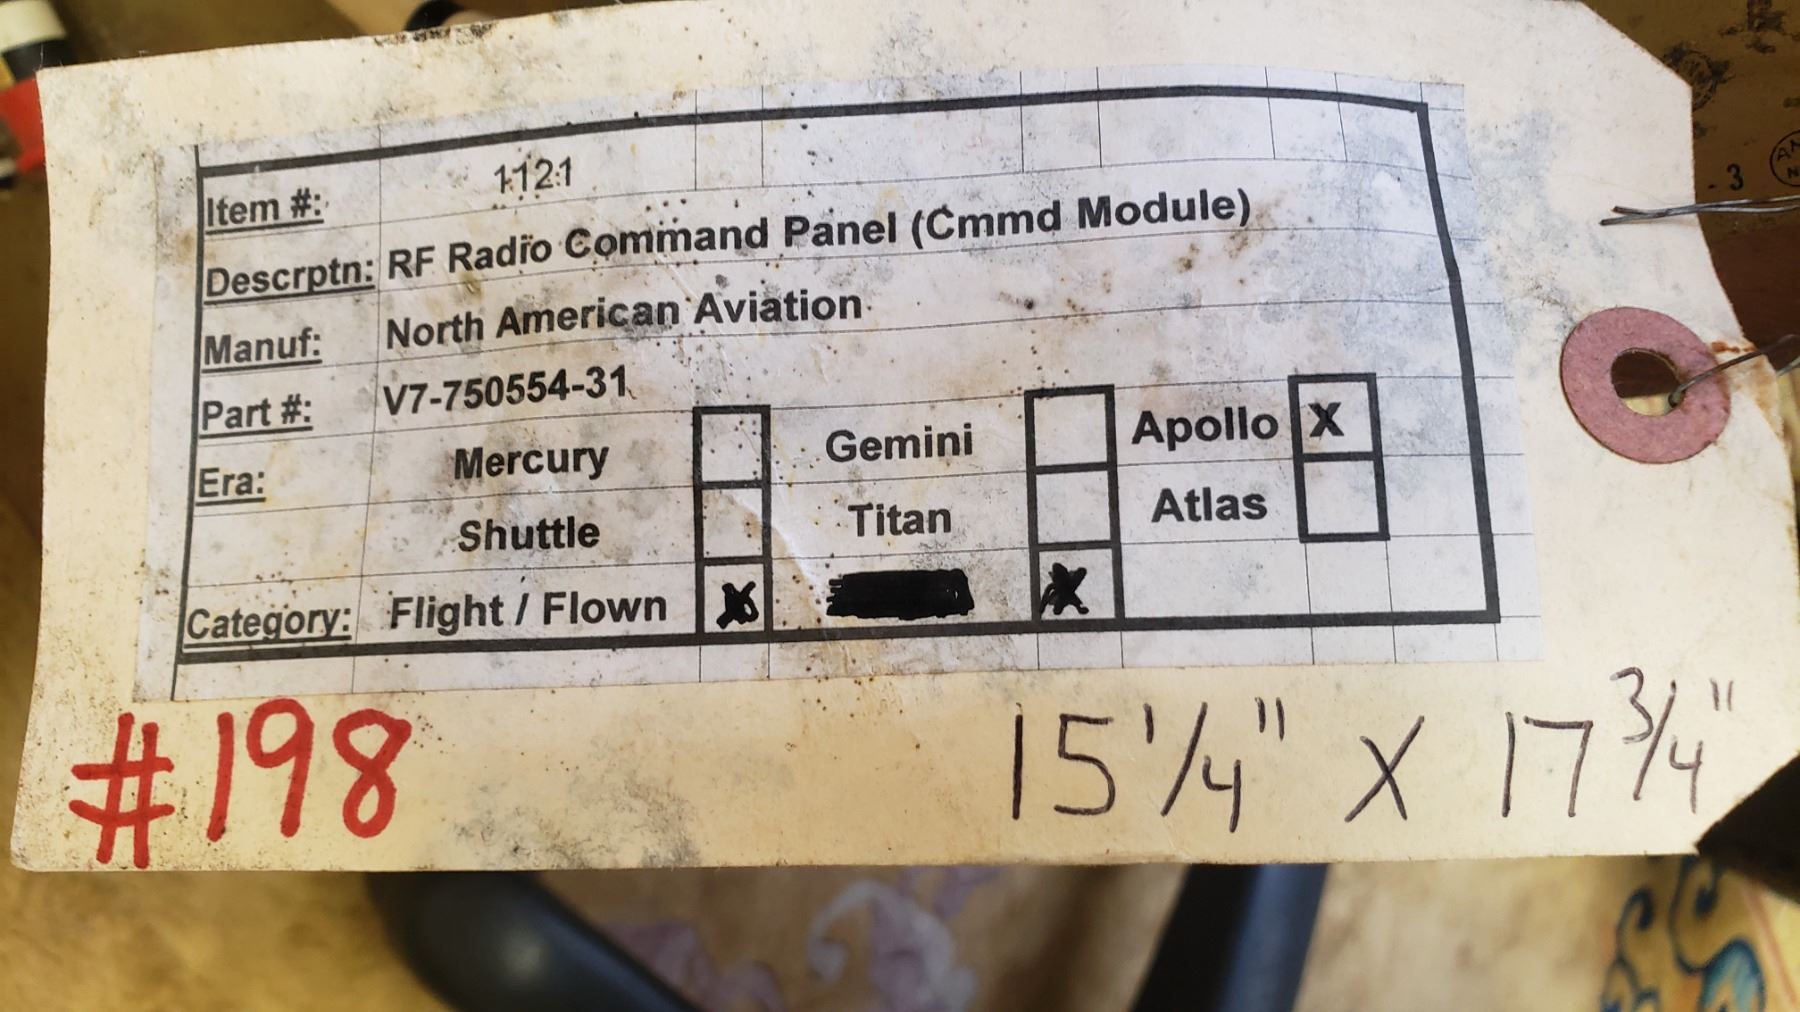 Item #: 1121
Descrptn: RF Radio Command Panel (Cmmd Module)
Manuf: North American Aviation
Part #: V7-750554-31
Era: Mercury Gemini Apollo X
Shuttle Titan Atlas
Category: Flight / Flown X X
#198
15 1/4" X 17 3/4"
- 3